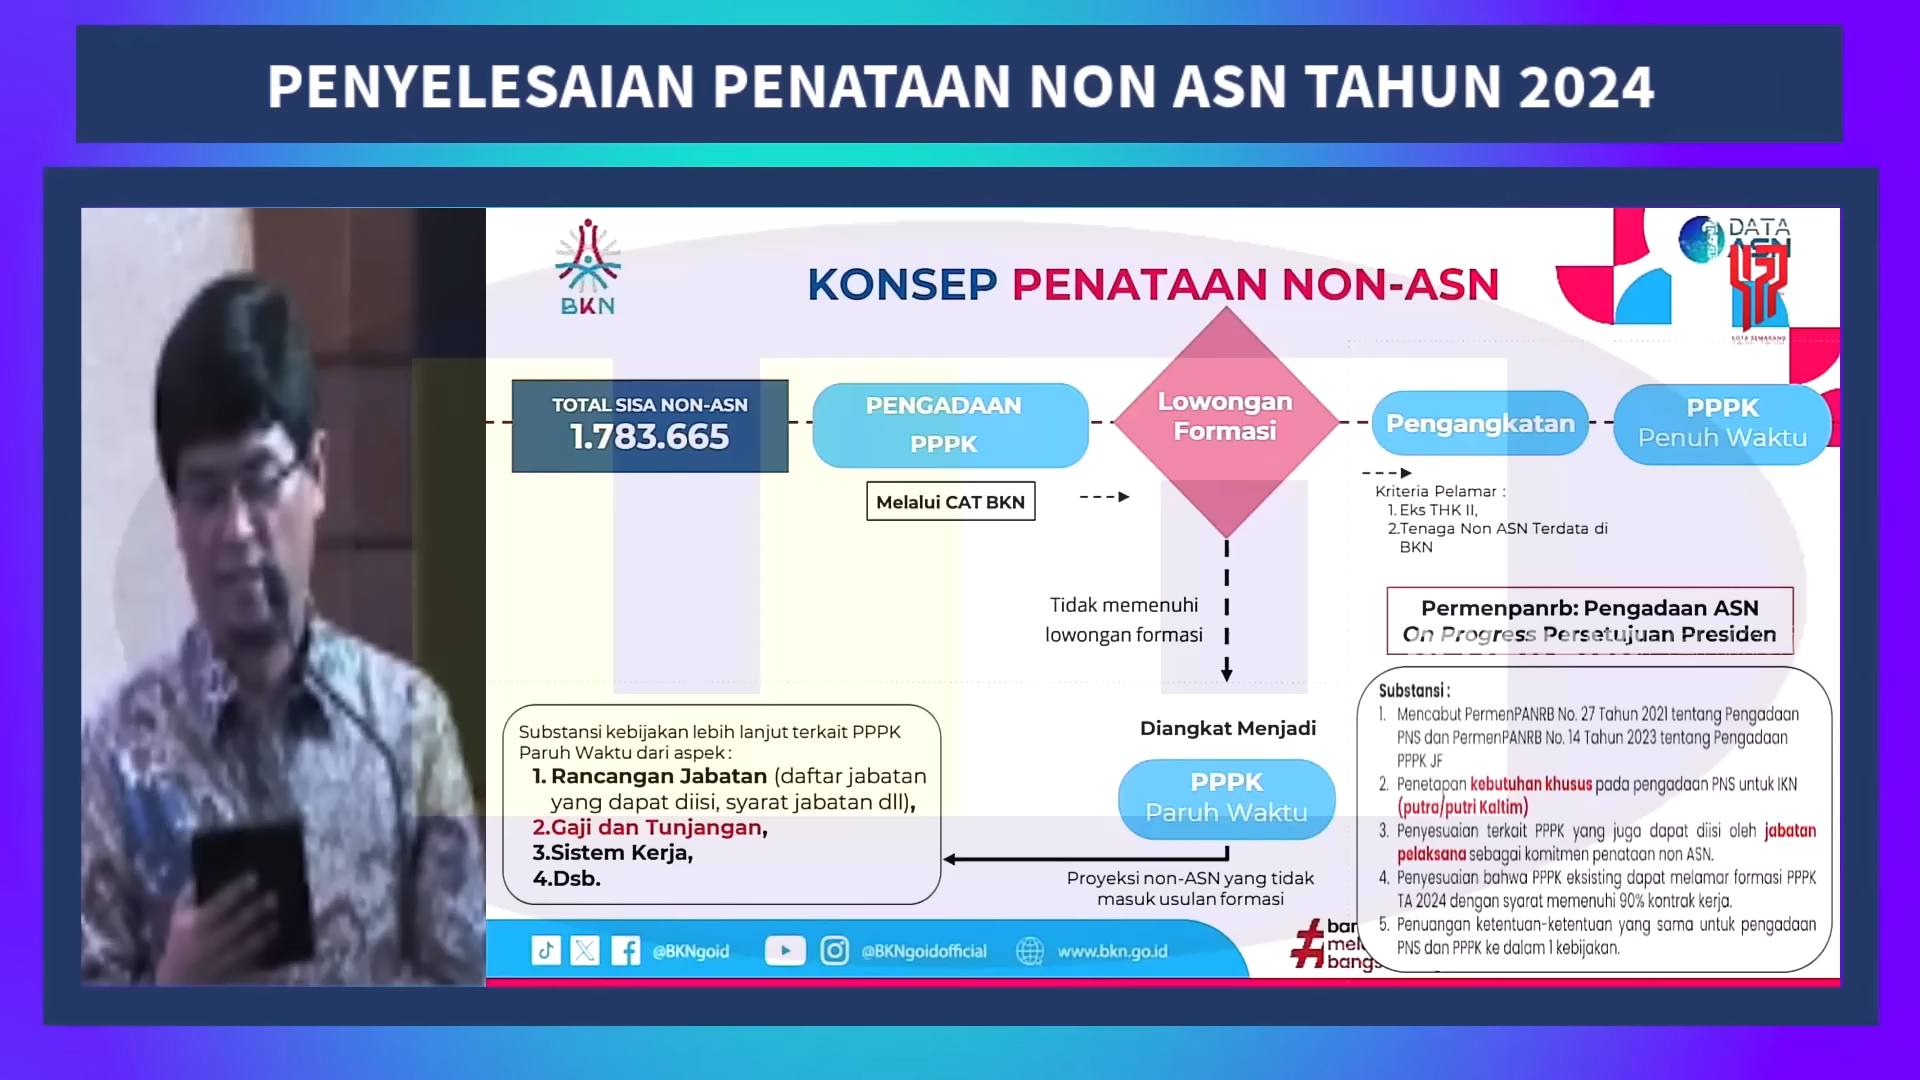 PENYELESAIAN PENATAAN NON ASN TAHUN 2024
BKN
KONSEP PENATAAN NON-ASN
DATA
ASN
KOTA SEMARANG
TOTAL SISA NON-ASN
1.783.665
PENGADAAN
PPPK
Melalui CAT BKN
Lowongan
Formasi
Pengangkatan
PPPK
Penuh Waktu
Kriteria Pelamar :
1. Eks THK II,
2.Tenaga Non ASN Terdata di
BKN
Tidak memenuhi
lowongan formasi
Permenpanrb: Pengadaan ASN
On Progress Persetujuan Presiden
Diangkat Menjadi
PPPK
Paruh Waktu
Proyeksi non-ASN yang tidak
masuk usulan formasi
Substansi kebijakan lebih lanjut terkait PPPK
Paruh Waktu dari aspek :
1. Rancangan Jabatan (daftar jabatan
yang dapat diisi, syarat jabatan dll),
2.Gaji dan Tunjangan,
3.Sistem Kerja,
4.Dsb.
Substansi :
1. Mencabut PermenPANRB No. 27 Tahun 2021 tentang Pengadaan
PNS dan PermenPANRB No. 14 Tahun 2023 tentang Pengadaan
PPPK JF
2. Penetapan kebutuhan khusus pada pengadaan PNS untuk IKN
(putra/putri Kaltim)
3. Penyesuaian terkait PPPK yang juga dapat diisi oleh jabatan
pelaksana sebagai komitmen penataan non ASN.
4. Penyesuaian bahwa PPPK eksisting dapat melamar formasi PPPK
TA 2024 dengan syarat memenuhi 90% kontrak kerja.
5. Penuangan ketentuan-ketentuan yang sama untuk pengadaan
PNS dan PPPK ke dalam 1 kebijakan.
@BKNgoid
@BKNgoidofficial
www.bkn.go.id